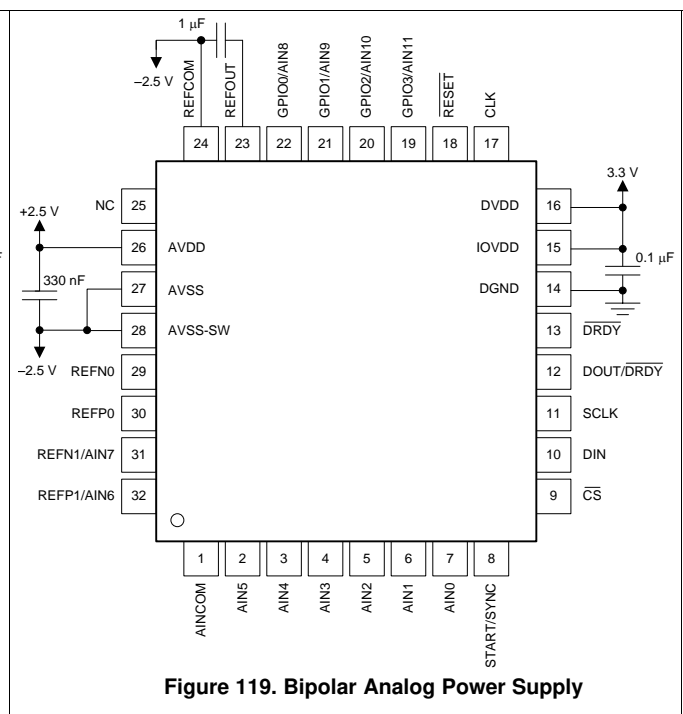 1 μF
–2.5 V
REFCOM
REFOUT
GPIO0/AIN8
GPIO1/AIN9
GPIO2/AIN10
GPIO3/AIN11
RESET
CLK
24
23
22
21
20
19
18
17
NC
25
+2.5 V
26
AVDD
330 nF
27
AVSS
28
AVSS-SW
–2.5 V
REFN0
29
REFP0
30
REFN1/AIN7
31
REFP1/AIN6
32
3.3 V
DVDD
16
IOVDD
15
0.1 μF
DGND
14
13
DRDY
12
DOUT/DRDY
11
SCLK
10
DIN
9
CS
1
2
3
4
5
6
7
8
AINCOM
AIN5
AIN4
AIN3
AIN2
AIN1
AIN0
START/SYNC
Figure 119. Bipolar Analog Power Supply